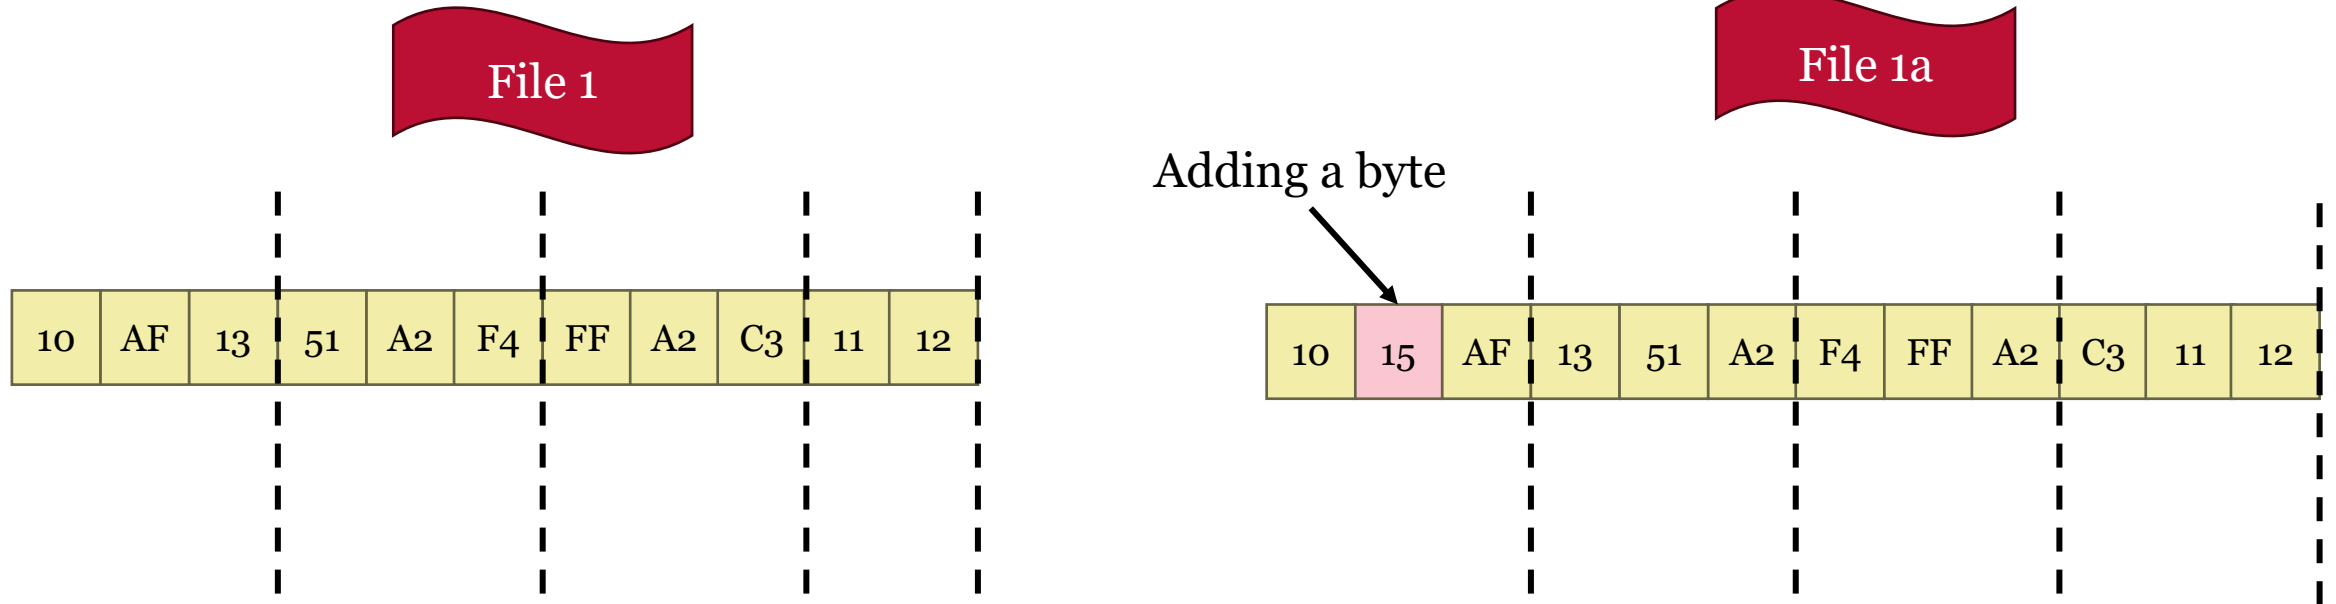 File 1
File 1a
Adding a byte
10 AF 13 51 A2 F4 FF A2 C3 11 12
10 15 AF 13 51 A2 F4 FF A2 C3 11 12